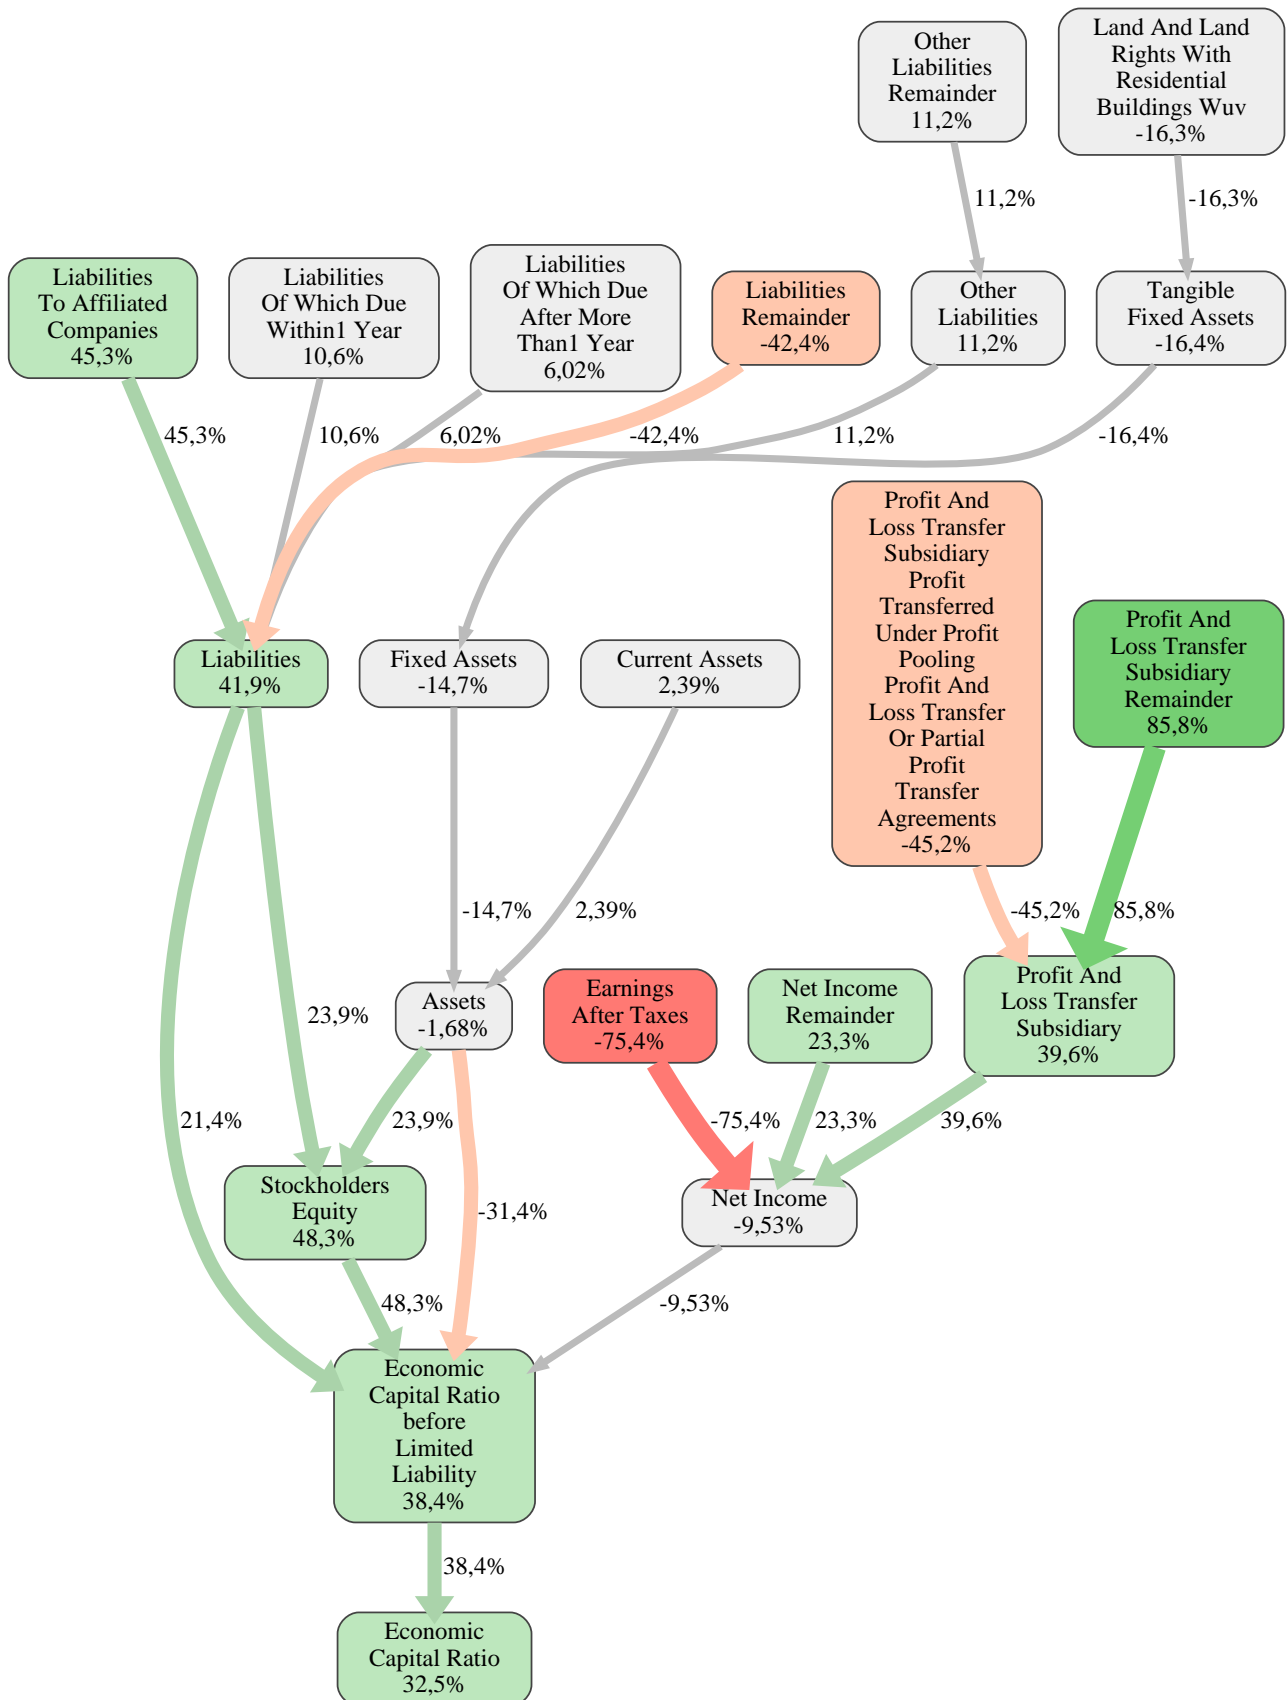 Other
Liabilities
Remainder
11,2%
Land And Land
Rights With
Residential
Buildings Wuv
-16,3%
11,2%
-16,3%
Liabilities
To Affiliated
Companies
45,3%
Liabilities
Of Which Due
Within1 Year
10,6%
Liabilities
Of Which Due
After More
Than1 Year
6,02%
Liabilities
Remainder
-42,4%
Other
Liabilities
11,2%
Tangible
Fixed Assets
-16,4%
45,3%
10,6%
6,02%
-42,4%
11,2%
-16,4%
Profit And
Loss Transfer
Subsidiary
Profit
Transferred
Under Profit
Pooling
Profit And
Loss Transfer
Or Partial
Profit
Transfer
Agreements
-45,2%
Profit And
Loss Transfer
Subsidiary
Remainder
85,8%
Liabilities
41,9%
Fixed Assets
-14,7%
Current Assets
2,39%
-14,7%
2,39%
-45,2%
85,8%
Assets
-1,68%
Earnings
After Taxes
-75,4%
Net Income
Remainder
23,3%
Profit And
Loss Transfer
Subsidiary
39,6%
23,9%
21,4%
23,9%
-75,4%
23,3%
39,6%
Stockholders
Equity
48,3%
-31,4%
Net Income
-9,53%
48,3%
-9,53%
Economic
Capital Ratio
before
Limited
Liability
38,4%
38,4%
Economic
Capital Ratio
32,5%